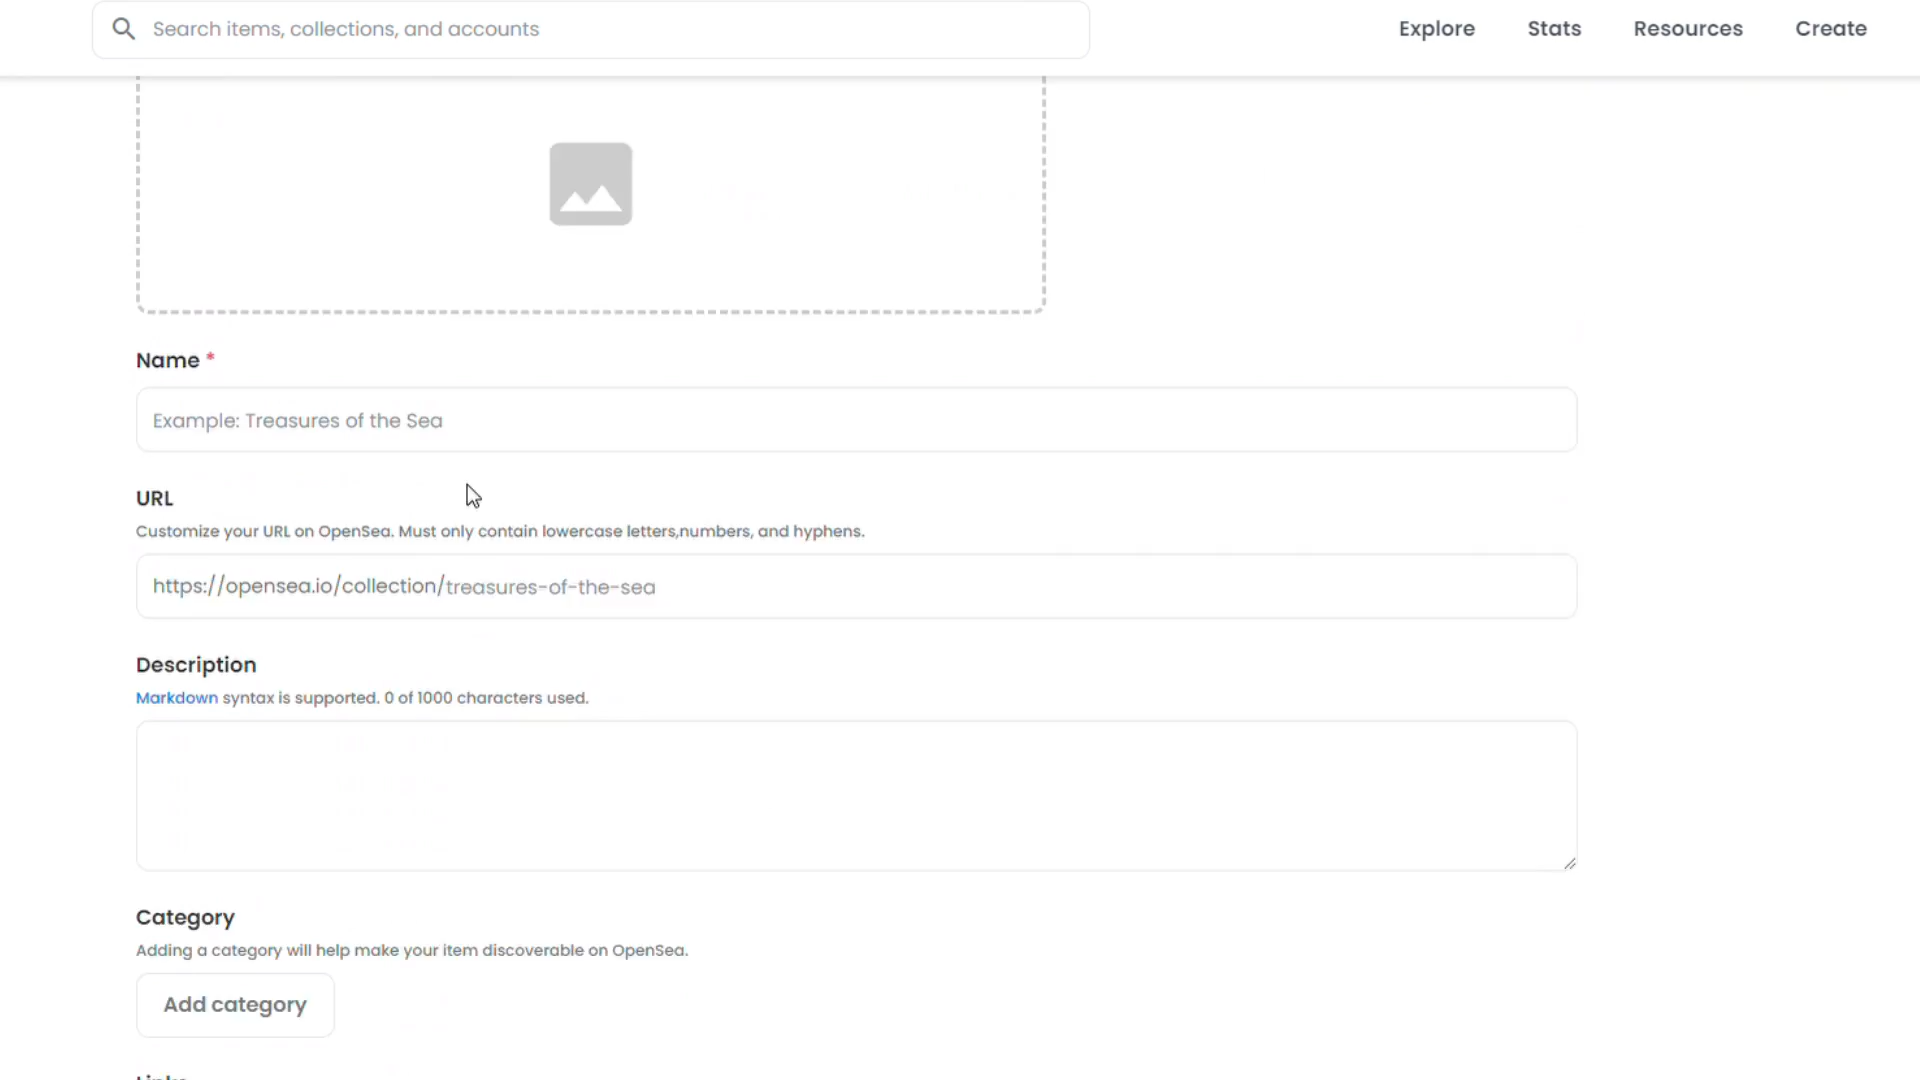 Search items, collections, and accounts
Explore Stats Resources Create
Name *
Example: Treasures of the Sea
URL
Customize your URL on OpenSea. Must only contain lowercase letters,numbers, and hyphens.
https://opensea.io/collection/treasures-of-the-sea
Description
Markdown syntax is supported. 0 of 1000 characters used.
Category
Adding a category will help make your item discoverable on OpenSea.
Add category